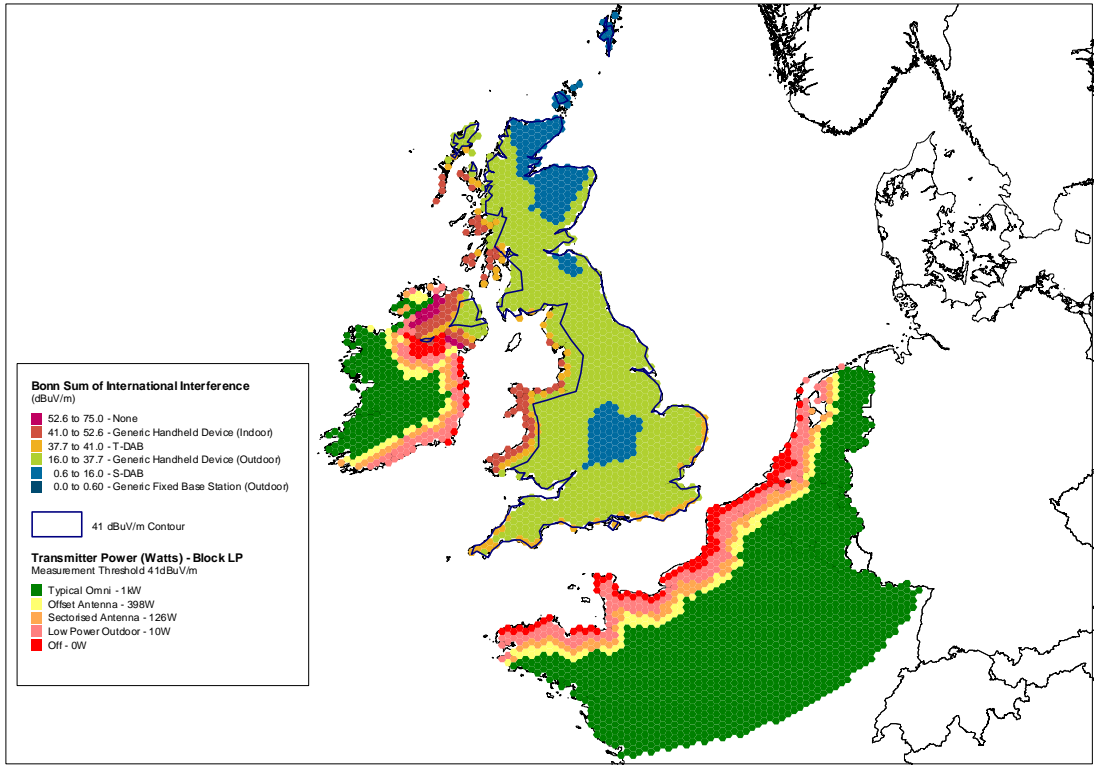 Bonn Sum of International Interference
(dBuV/m)
52.6 to 75.0 - None
41.0 to 52.6 - Generic Handheld Device (Indoor)
37.7 to 41.0 - T-DAB
16.0 to 37.7 - Generic Handheld Device (Outdoor)
0.6 to 16.0 - S-DAB
0.0 to 0.60 - Generic Fixed Base Station (Outdoor)
41 dBuV/m Contour
Transmitter Power (Watts) - Block LP
Measurement Threshold 41dBuV/m
Typical Omni - 1kW
Offset Antenna - 398W
Sectorised Antenna - 126W
Low Power Outdoor - 10W
Off - 0W